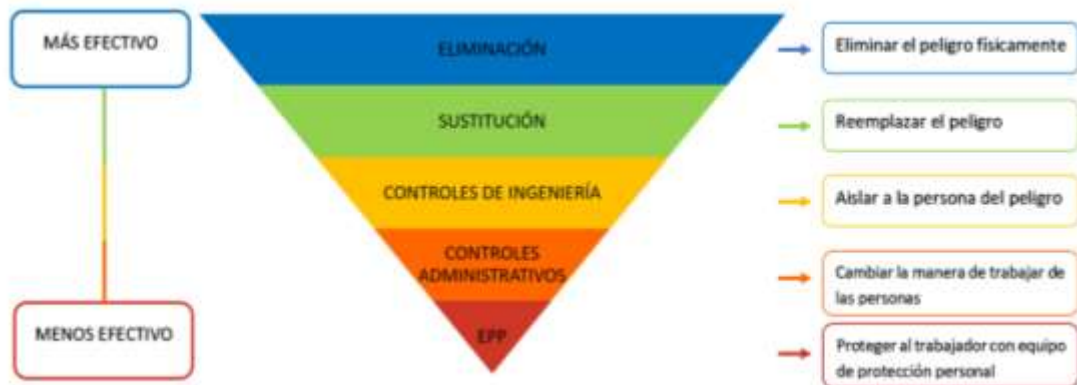 MÁS EFECTIVO
ELIMINACIÓN
Eliminar el peligro físicamente
SUSTITUCIÓN
Reemplazar el peligro
CONTROLES DE INGENIERÍA
Aislar a la persona del peligro
CONTROLES
ADMINISTRATIVOS
Cambiar la manera de trabajar de
las personas
MENOS EFECTIVO
EPP
Proteger al trabajador con equipo
de protección personal